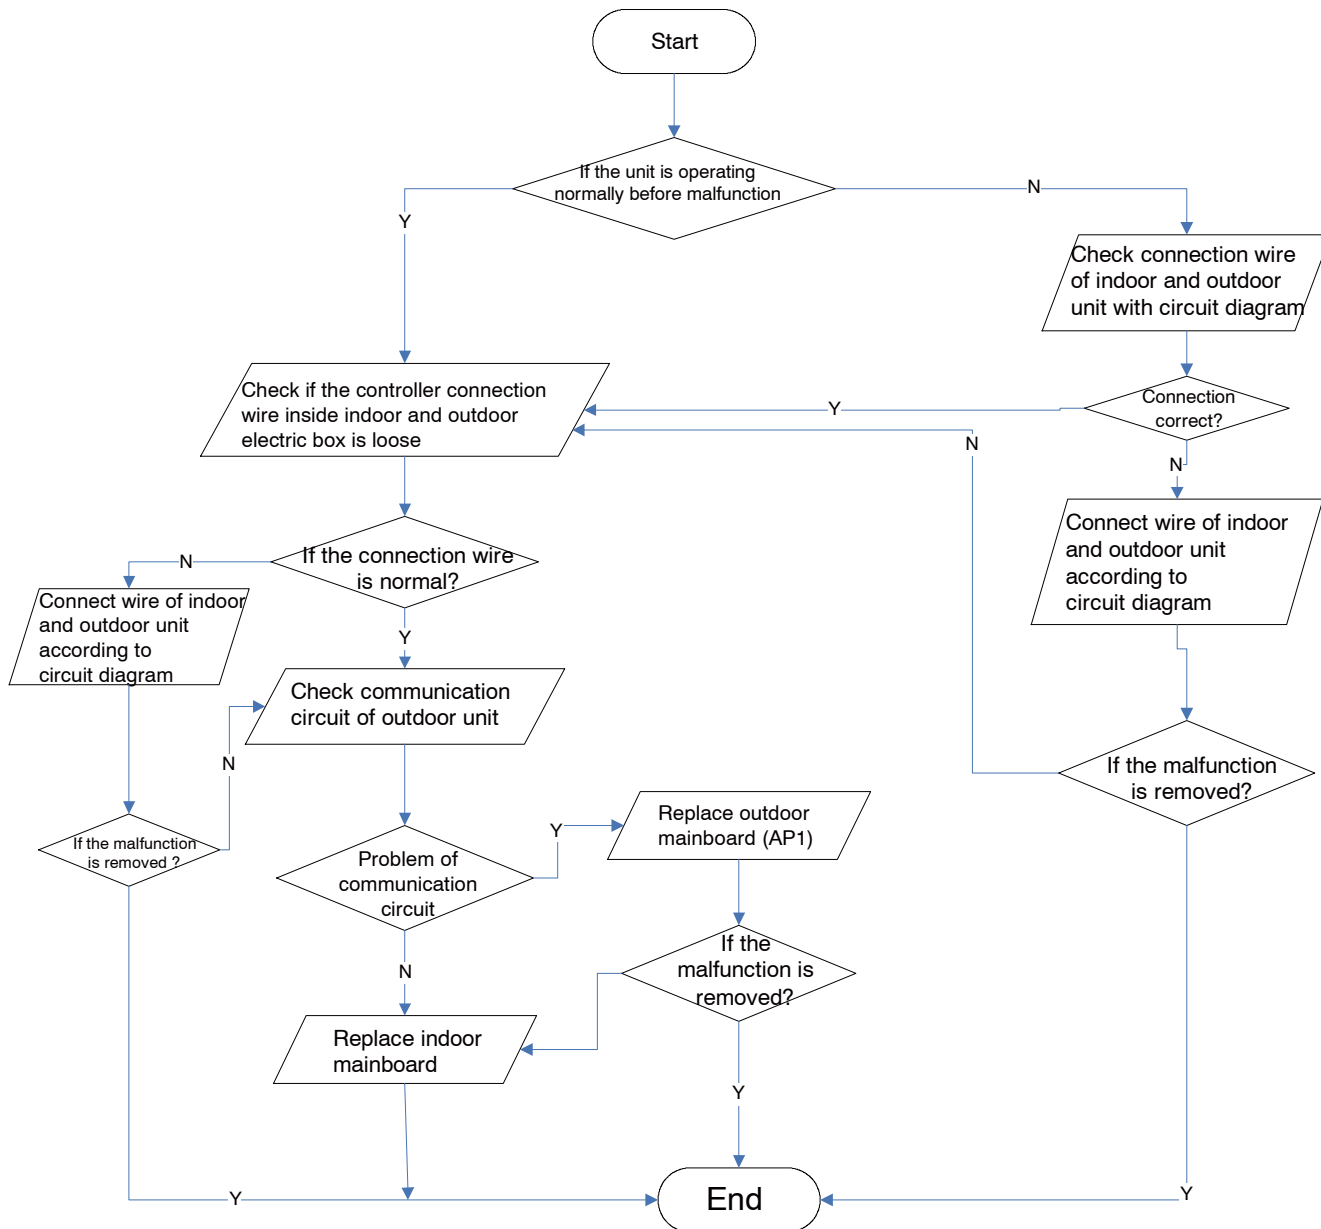 Start
If the unit is operating
normally before malfunction
Y
N
Check connection wire
of indoor and outdoor
unit with circuit diagram
Check if the controller connection
wire inside indoor and outdoor
electric box is loose
Y
Connection
correct?
N
N
Connect wire of indoor
and outdoor unit
according to
circuit diagram
If the connection wire
is normal?
N
Connect wire of indoor
and outdoor unit
according to
circuit diagram
Y
Check communication
circuit of outdoor unit
N
If the malfunction
is removed?
If the malfunction
is removed ?
Problem of
communication
circuit
Y
Replace outdoor
mainboard (AP1)
N
If the
malfunction is
removed?
Replace indoor
mainboard
Y
Y
End
Y